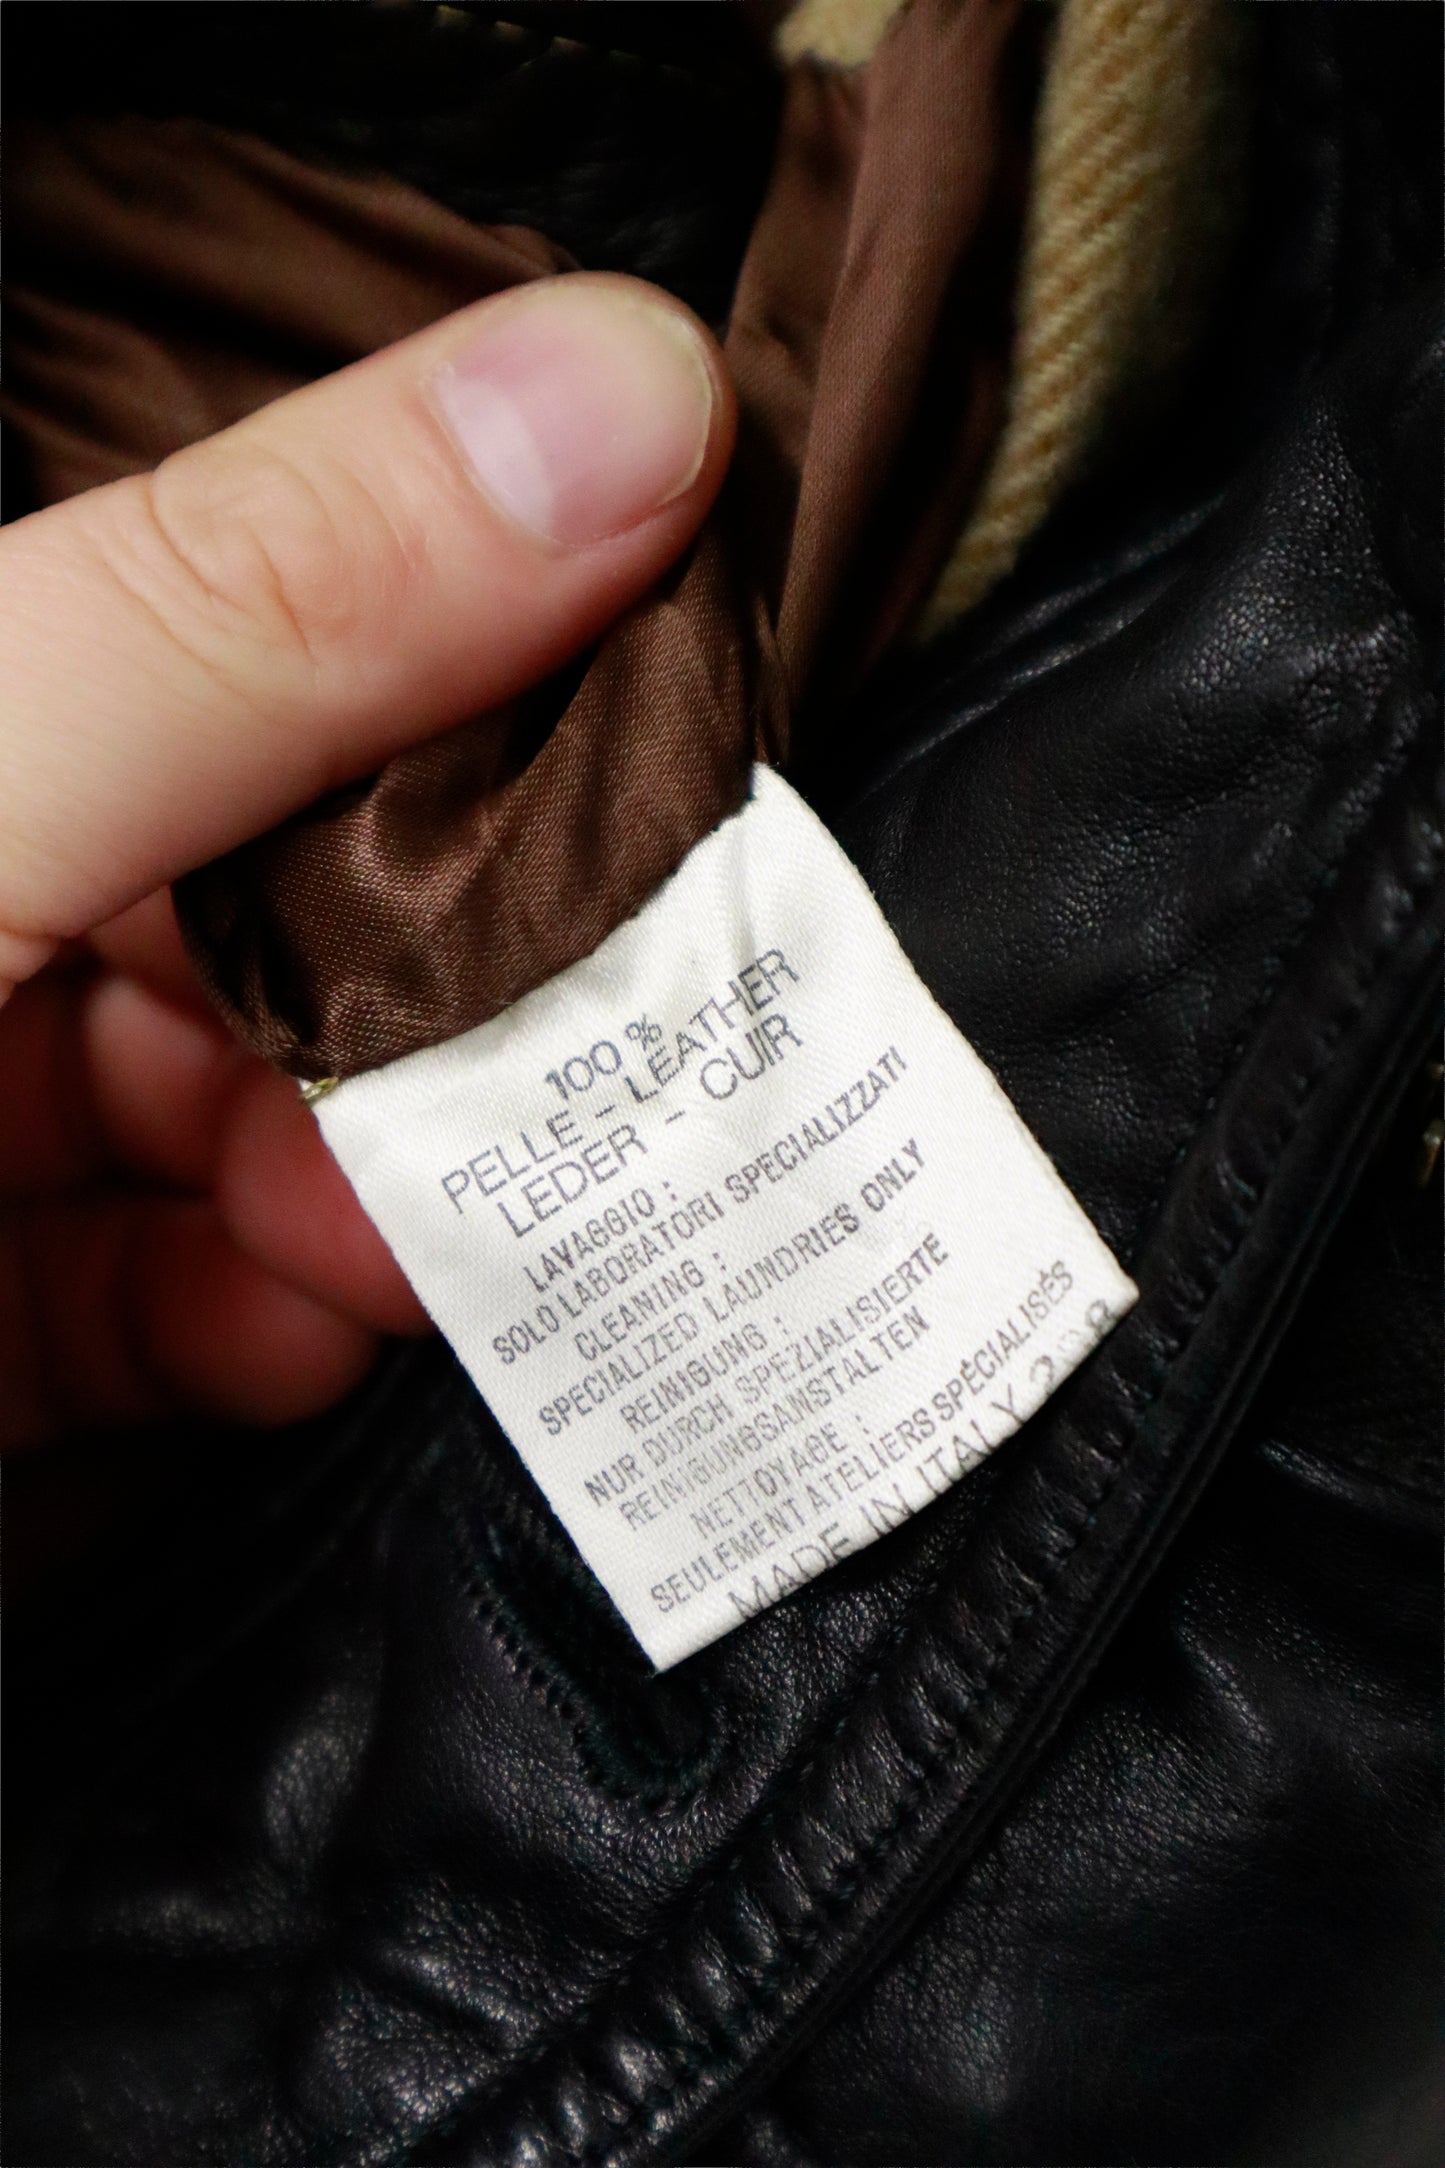 100 %
PELLE - LEATHER
LEDER - CUIR
LAVAGGIO :
SOLO LABORATORI SPECIALIZZATI
CLEANING :
SPECIALIZED LAUNDRIES ONLY
REINIGUNG :
NUR DURCH SPEZIALISIERTE
REINIGUNGSANSTALTEN
NETTOYAGE :
SEULEMENT ATELIERS SPÉCIALISÉS
MADE IN ITALY